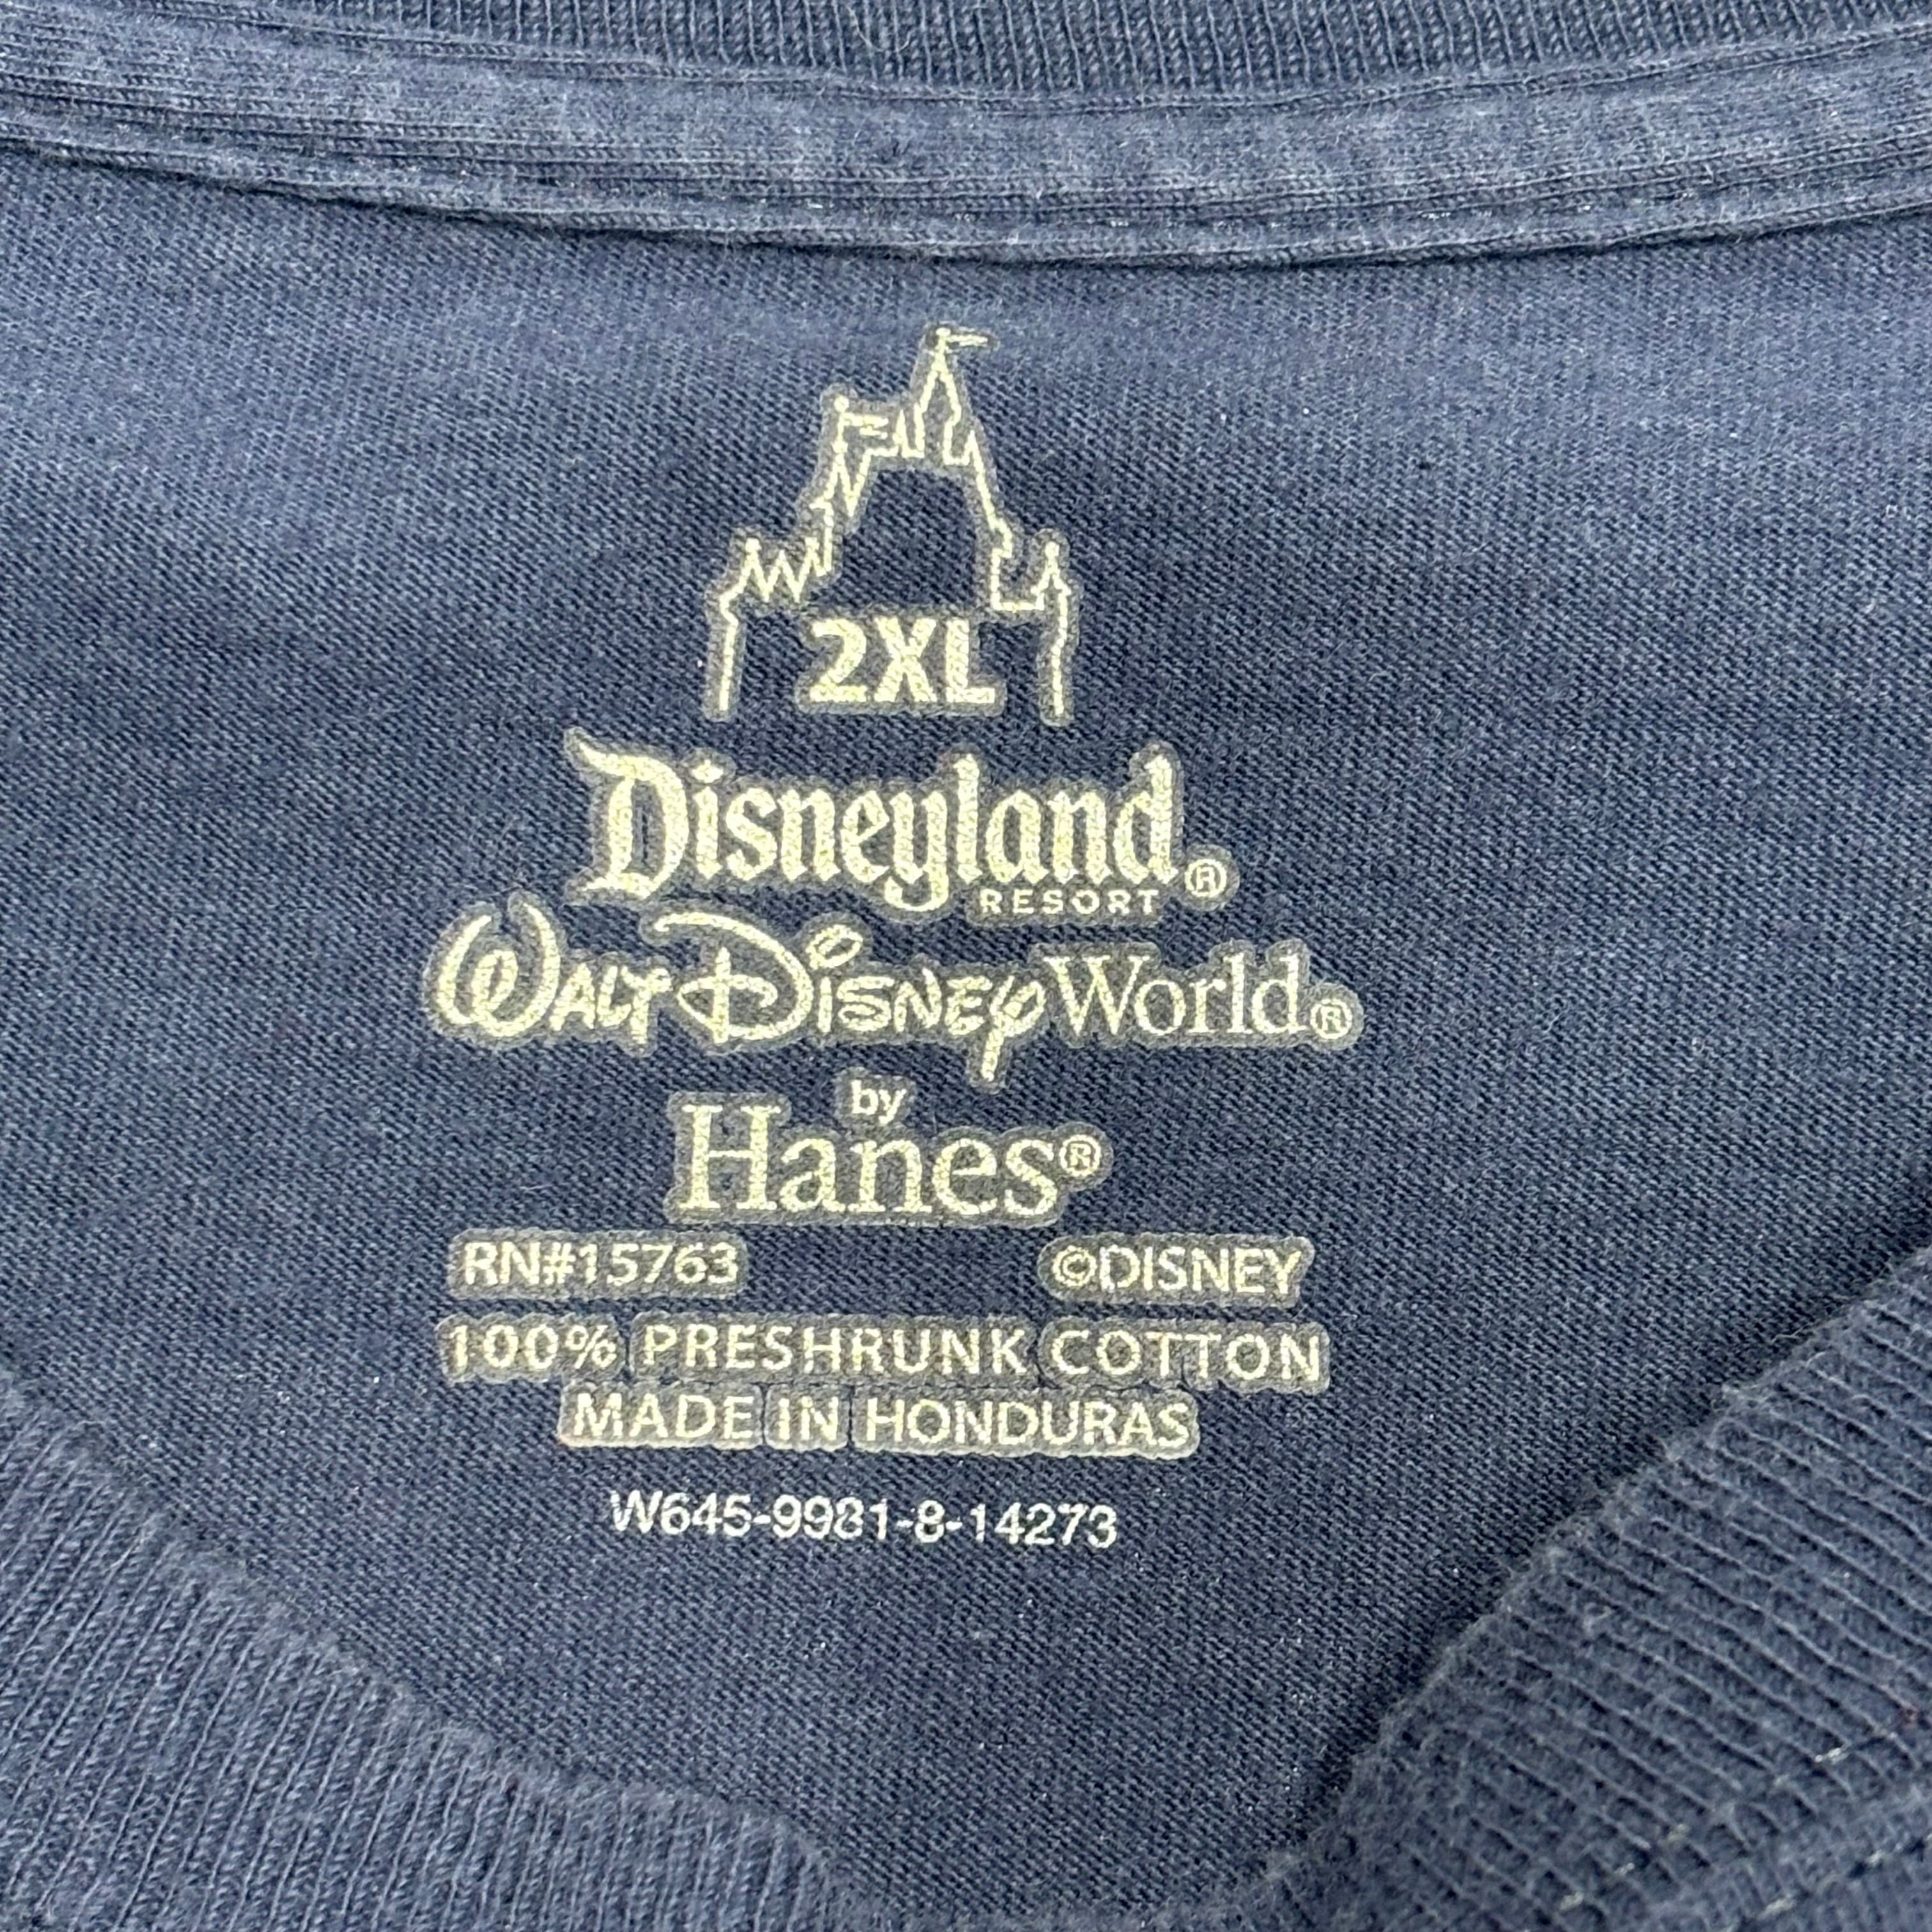 2XL
Disneyland®
RESORT
WALT DISNEY World®
by
Hanes®
RN#15763 ©DISNEY
100% PRESHRUNK COTTON
MADE IN HONDURAS
W645-9981-8-14273